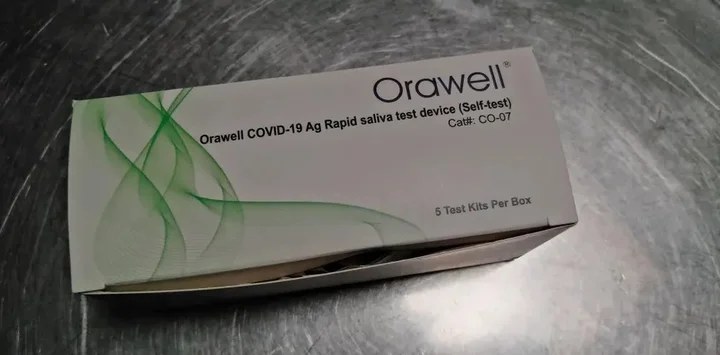 Orawell®
Orawell COVID-19 Ag Rapid saliva test device (Self-test)
Cat#: CO-07
5 Test Kits Per Box